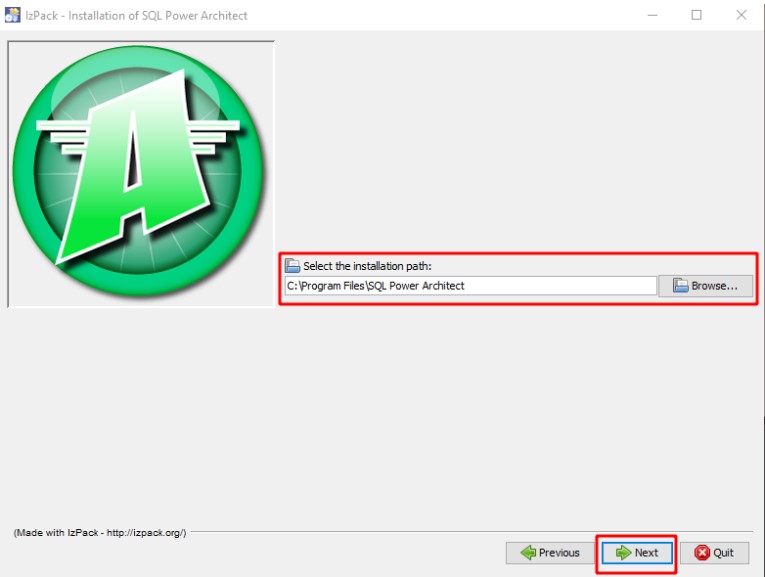 IzPack - Installation of SQL Power Architect
A
Select the installation path:
C:\Program Files\SQL Power Architect
Browse...
(Made with IzPack - http://izpack.org/)
Previous
Next
Quit